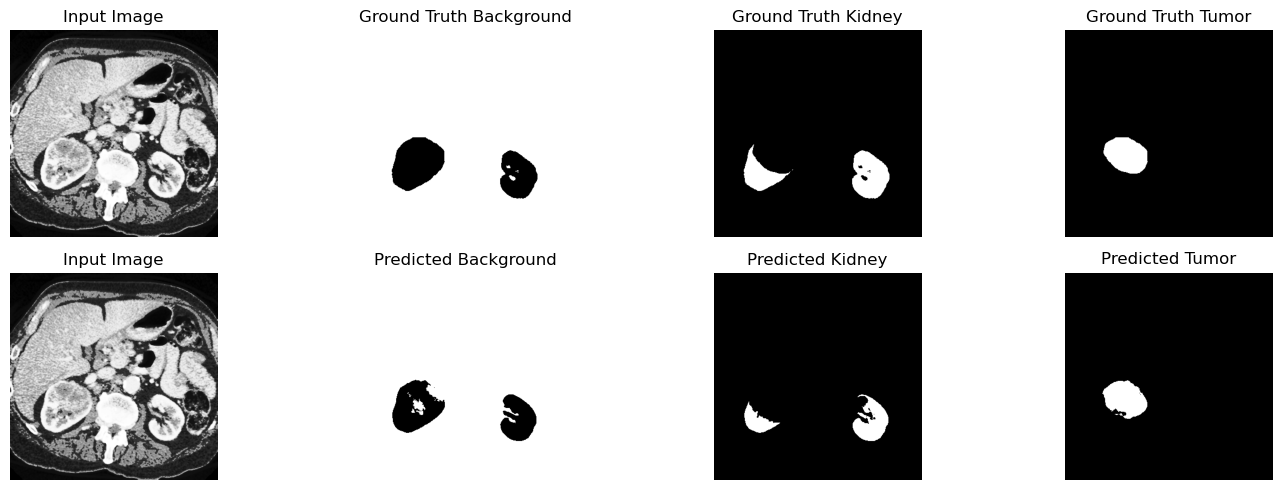 Input Image
Ground Truth Background
Ground Truth Kidney
Ground Truth Tumor
Input Image
Predicted Background
Predicted Kidney
Predicted Tumor